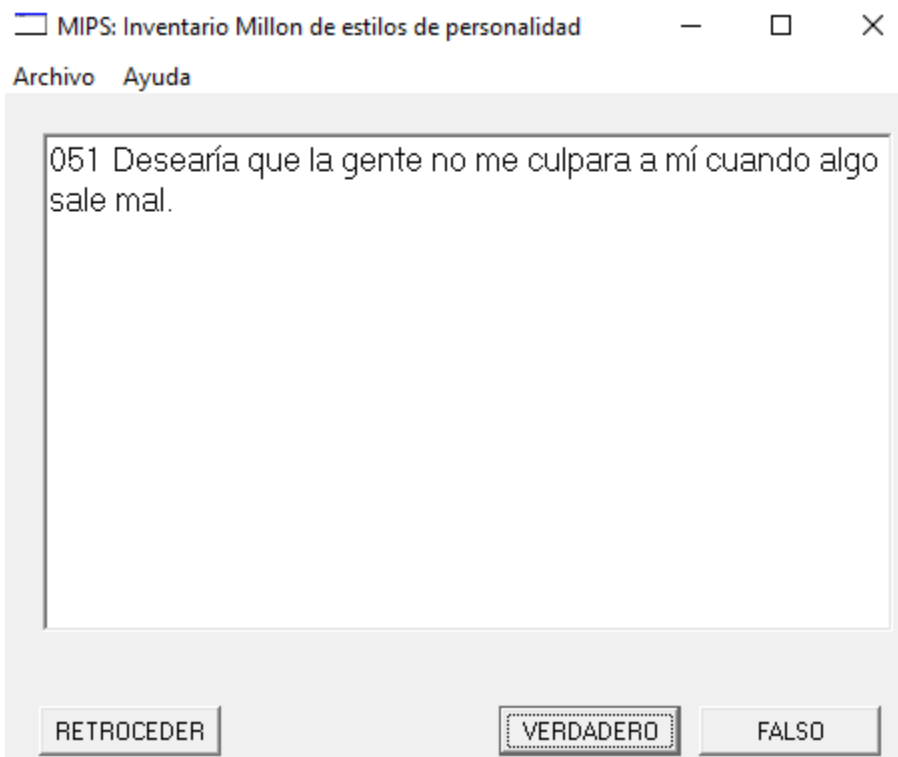 MIPS: Inventario Millon de estilos de personalidad
Archivo Ayuda
051 Desearía que la gente no me culpara a mí cuando algo
sale mal.
RETROCEDER VERDADERO FALSO